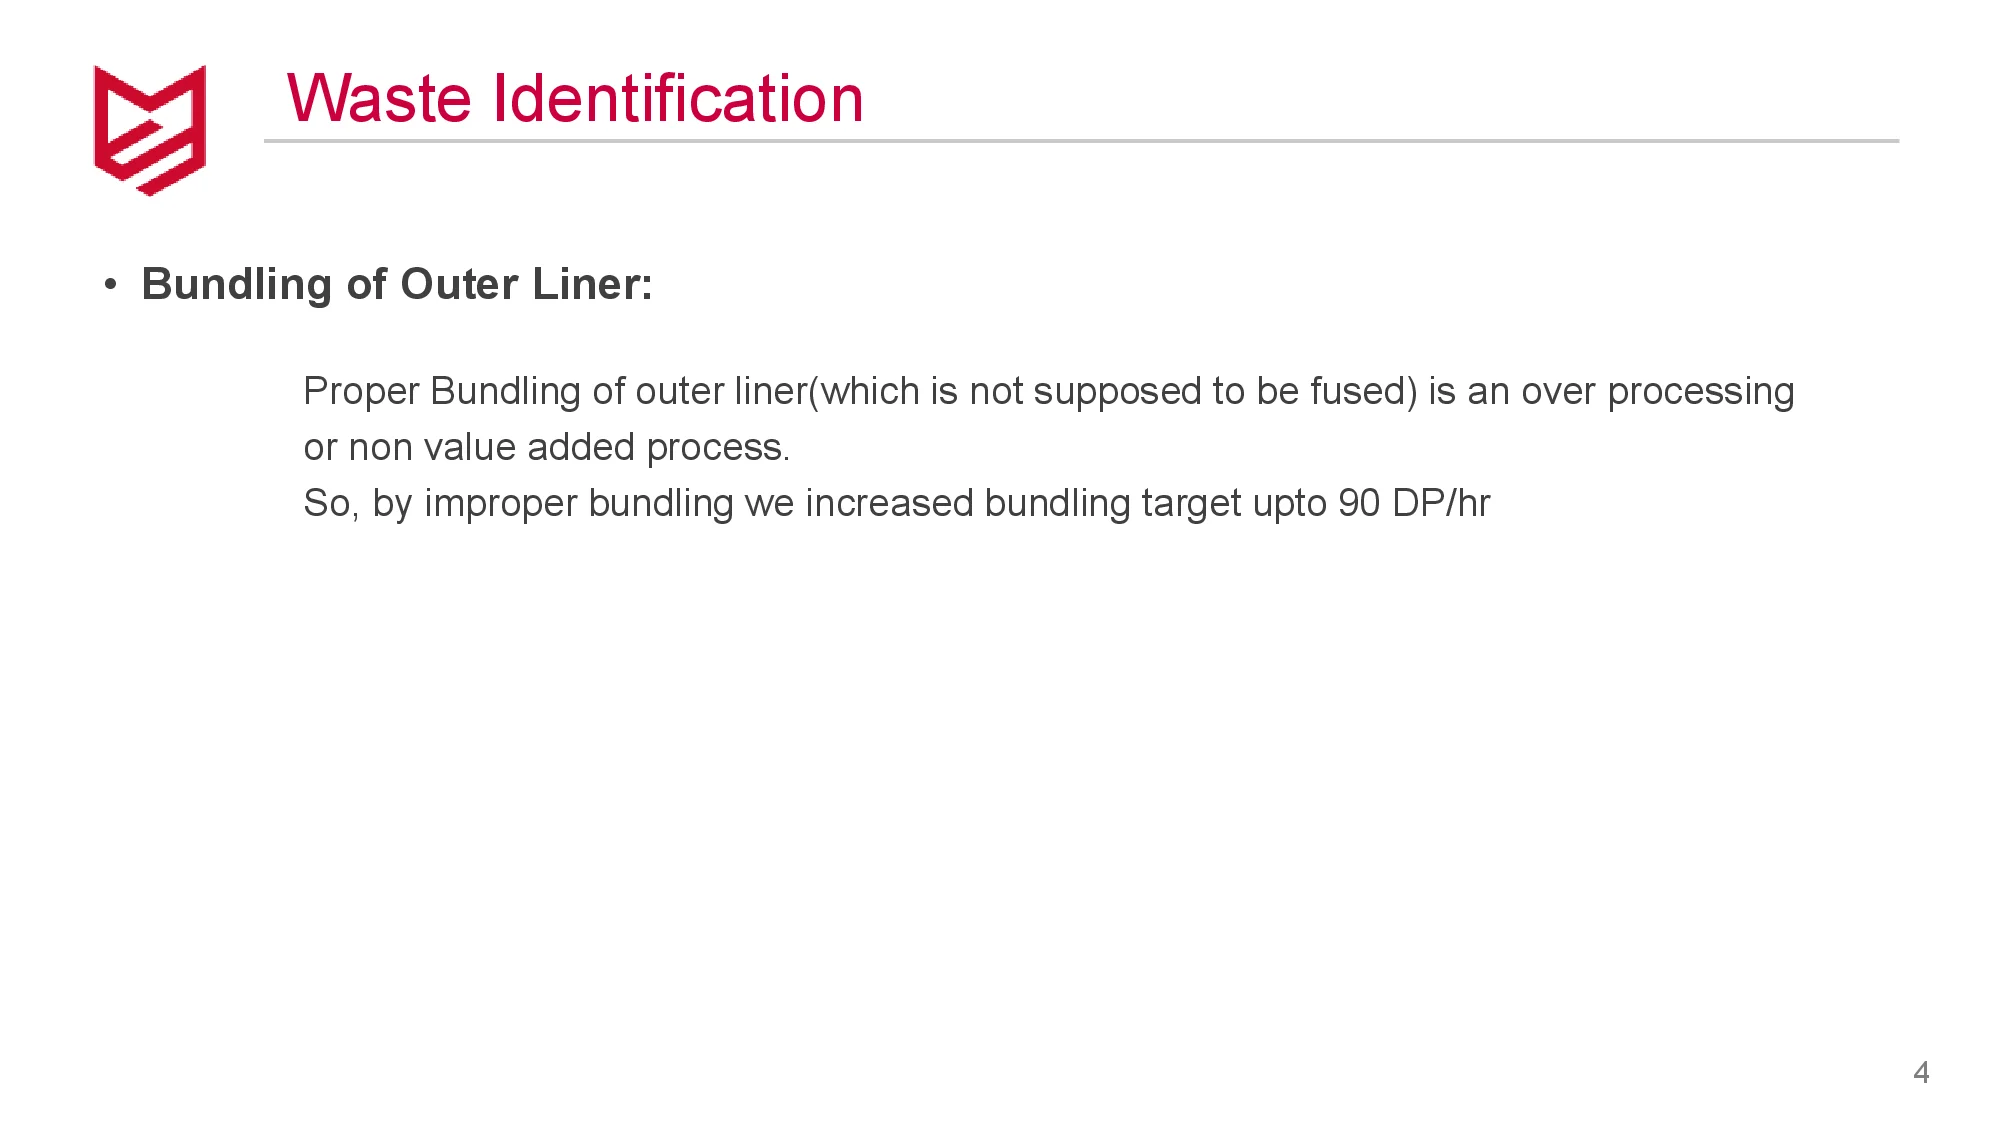 Waste Identification
• Bundling of Outer Liner:
Proper Bundling of outer liner(which is not supposed to be fused) is an over processing
or non value added process.
So, by improper bundling we increased bundling target upto 90 DP/hr
4